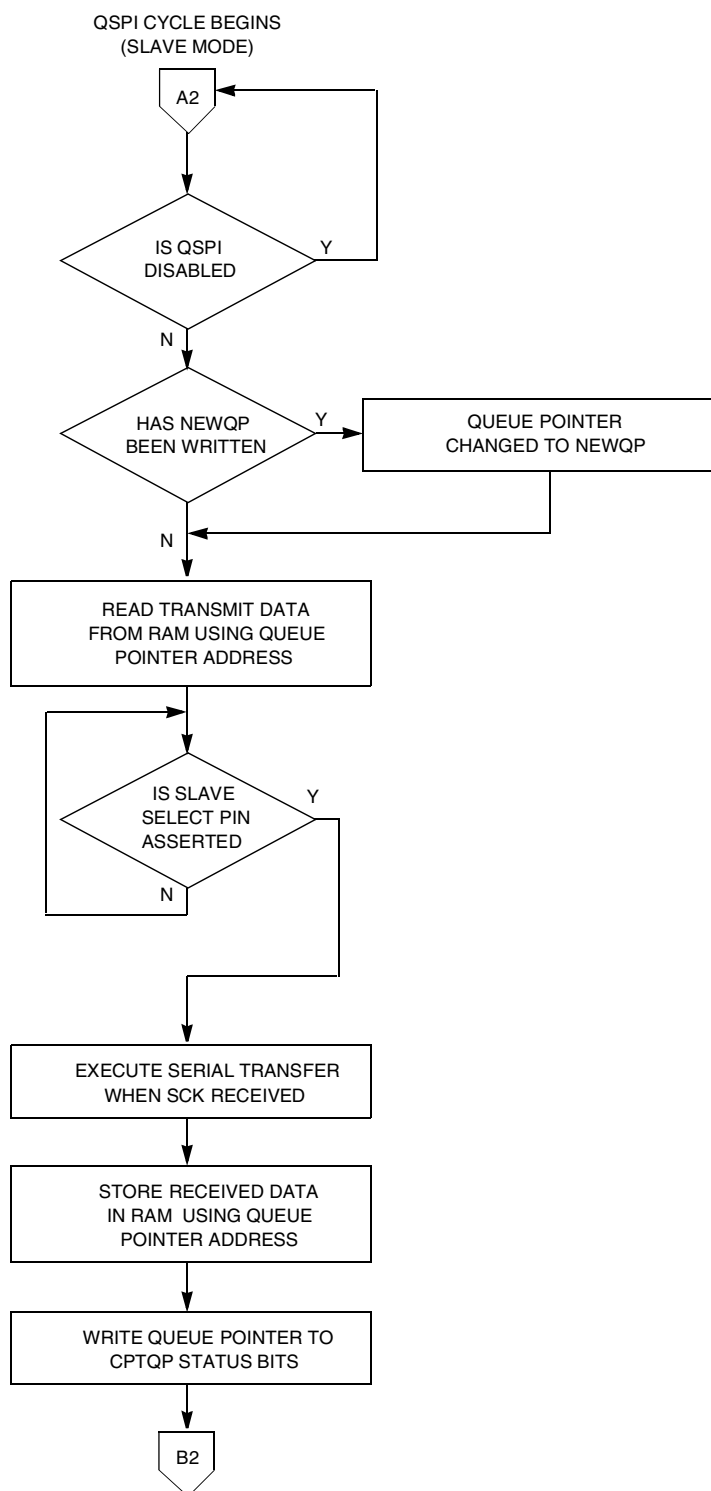 QSPI CYCLE BEGINS
(SLAVE MODE)
A2
IS QSPI
DISABLED
Y
N
HAS NEWQP
BEEN WRITTEN
Y
QUEUE POINTER
CHANGED TO NEWQP
N
READ TRANSMIT DATA
FROM RAM USING QUEUE
POINTER ADDRESS
IS SLAVE
SELECT PIN
ASSERTED
Y
N
EXECUTE SERIAL TRANSFER
WHEN SCK RECEIVED
STORE RECEIVED DATA
IN RAM USING QUEUE
POINTER ADDRESS
WRITE QUEUE POINTER TO
CPTQP STATUS BITS
B2